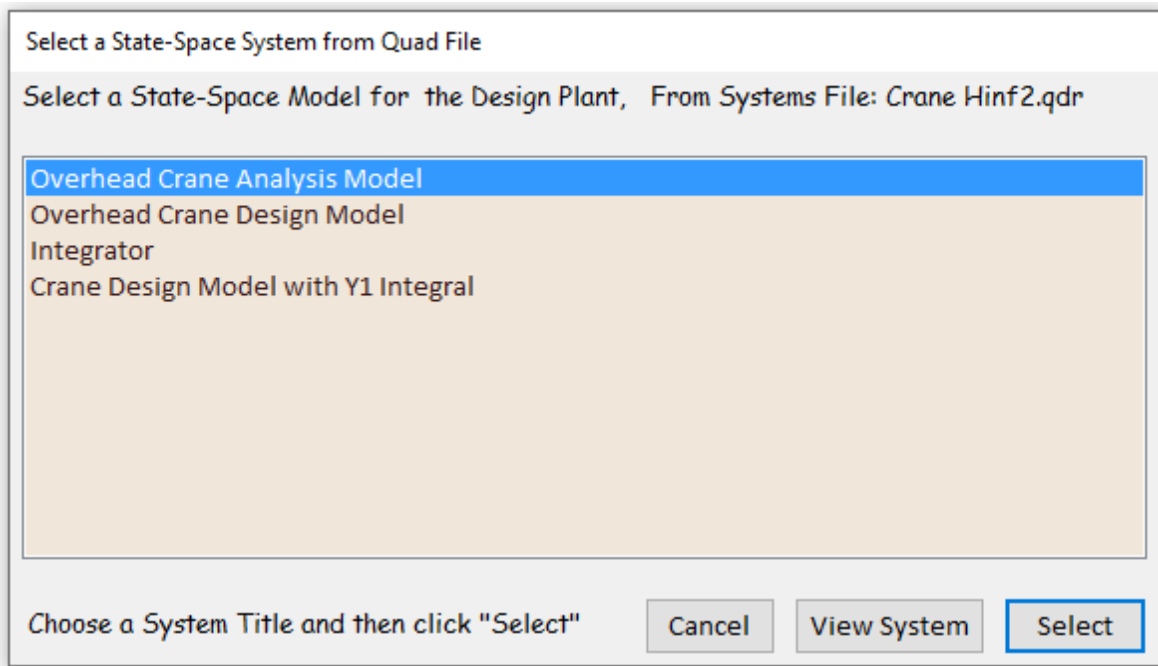 Select a State-Space System from Quad File
Select a State-Space Model for the Design Plant, From Systems File: Crane Hinf2.qdr
Overhead Crane Analysis Model
Overhead Crane Design Model
Integrator
Crane Design Model with Y1 Integral
Choose a System Title and then click "Select"
Cancel
View System
Select